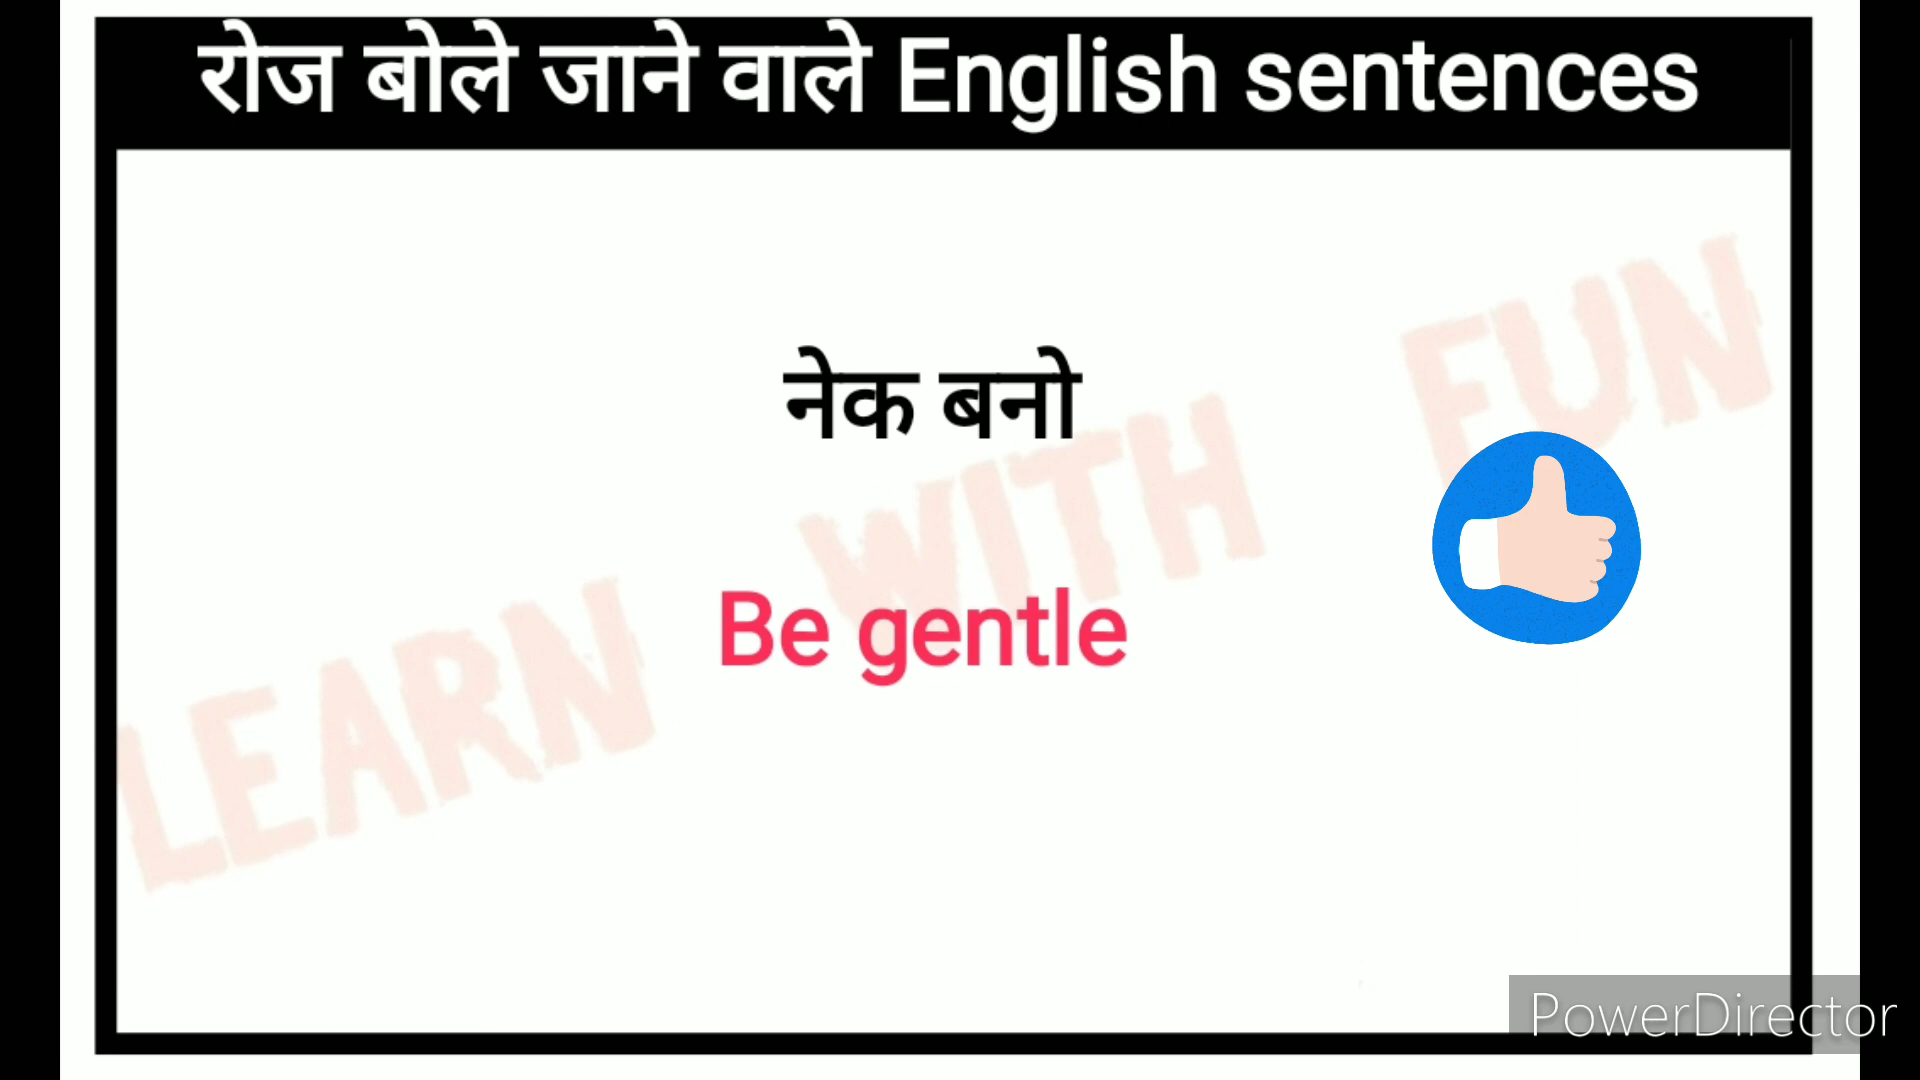 रोज बोले जाने वाले English sentences
नेक बनो
Be gentle
LEARN WITH FUN
PowerDirector